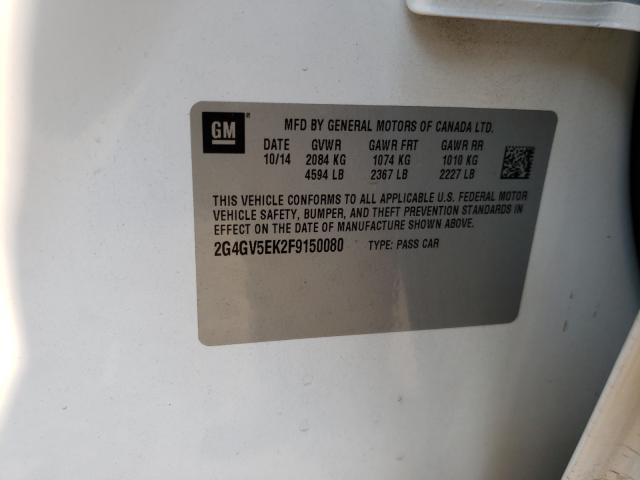 GM
MFD BY GENERAL MOTORS OF CANADA LTD.
DATE GVWR GAWR FRT GAWR RR
10/14 2084 KG 1074 KG 1010 KG
4594 LB 2367 LB 2227 LB
THIS VEHICLE CONFORMS TO ALL APPLICABLE U.S. FEDERAL MOTOR
VEHICLE SAFETY, BUMPER, AND THEFT PREVENTION STANDARDS IN
EFFECT ON THE DATE OF MANUFACTURE SHOWN ABOVE.
2G4GV5EK2F9150080 TYPE: PASS CAR